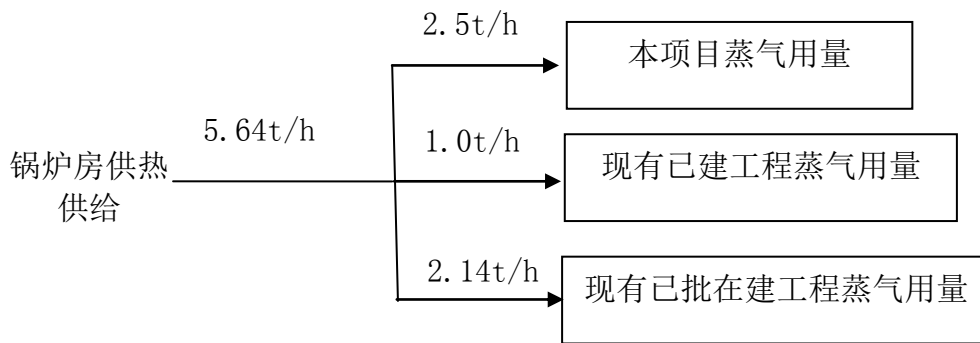 2.5t/h
本项目蒸气用量
5.64t/h
1.0t/h
锅炉房供热
供给
现有已建工程蒸气用量
2.14t/h
现有已批在建工程蒸气用量